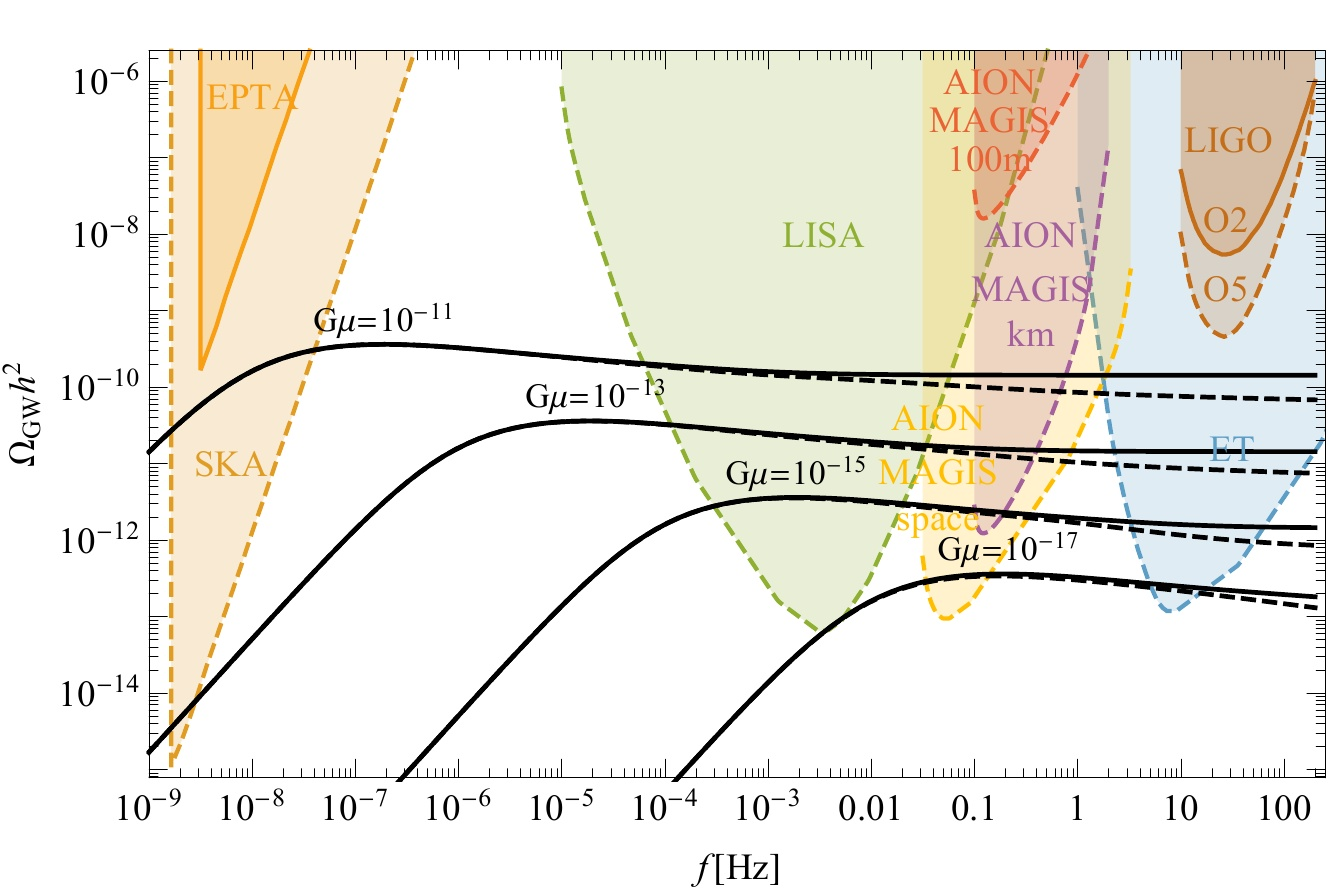 10⁻⁶
10⁻⁸
10⁻¹⁰
10⁻¹²
10⁻¹⁴
Ω_GW h²
EPTA
SKA
LISA
AION
MAGIS
100m
AION
MAGIS
km
AION
MAGIS
space
LIGO
O2
O5
ET
Gμ=10⁻¹¹
Gμ=10⁻¹³
Gμ=10⁻¹⁵
Gμ=10⁻¹⁷
10⁻⁹ 10⁻⁸ 10⁻⁷ 10⁻⁶ 10⁻⁵ 10⁻⁴ 10⁻³ 0.01 0.1 1 10 100
f[Hz]